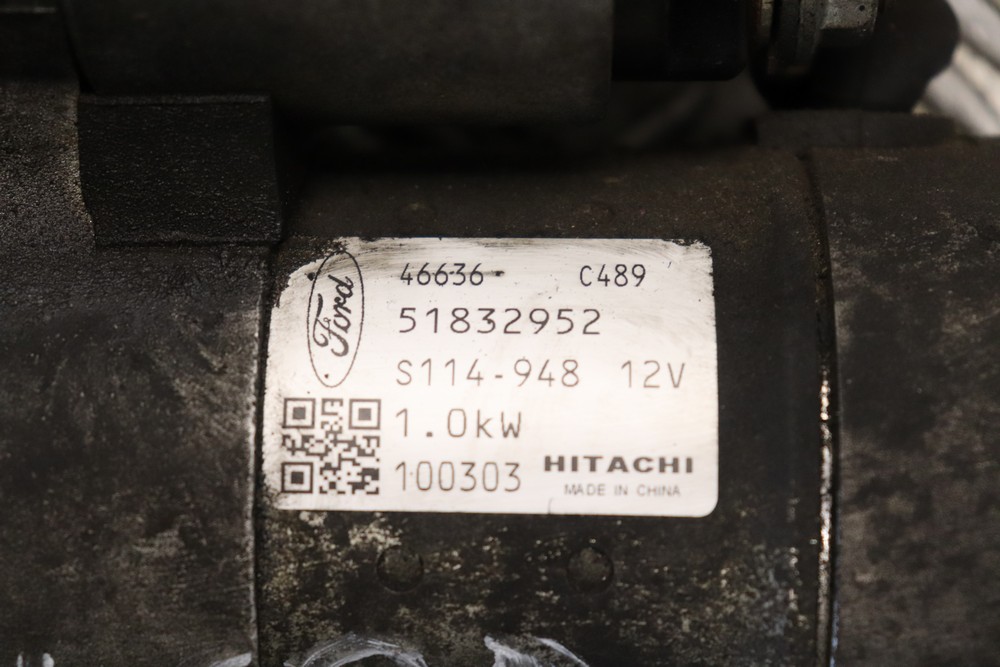 Ford
46636 C489
51832952
S114-948 12V
1.0kW
100303 HITACHI
MADE IN CHINA